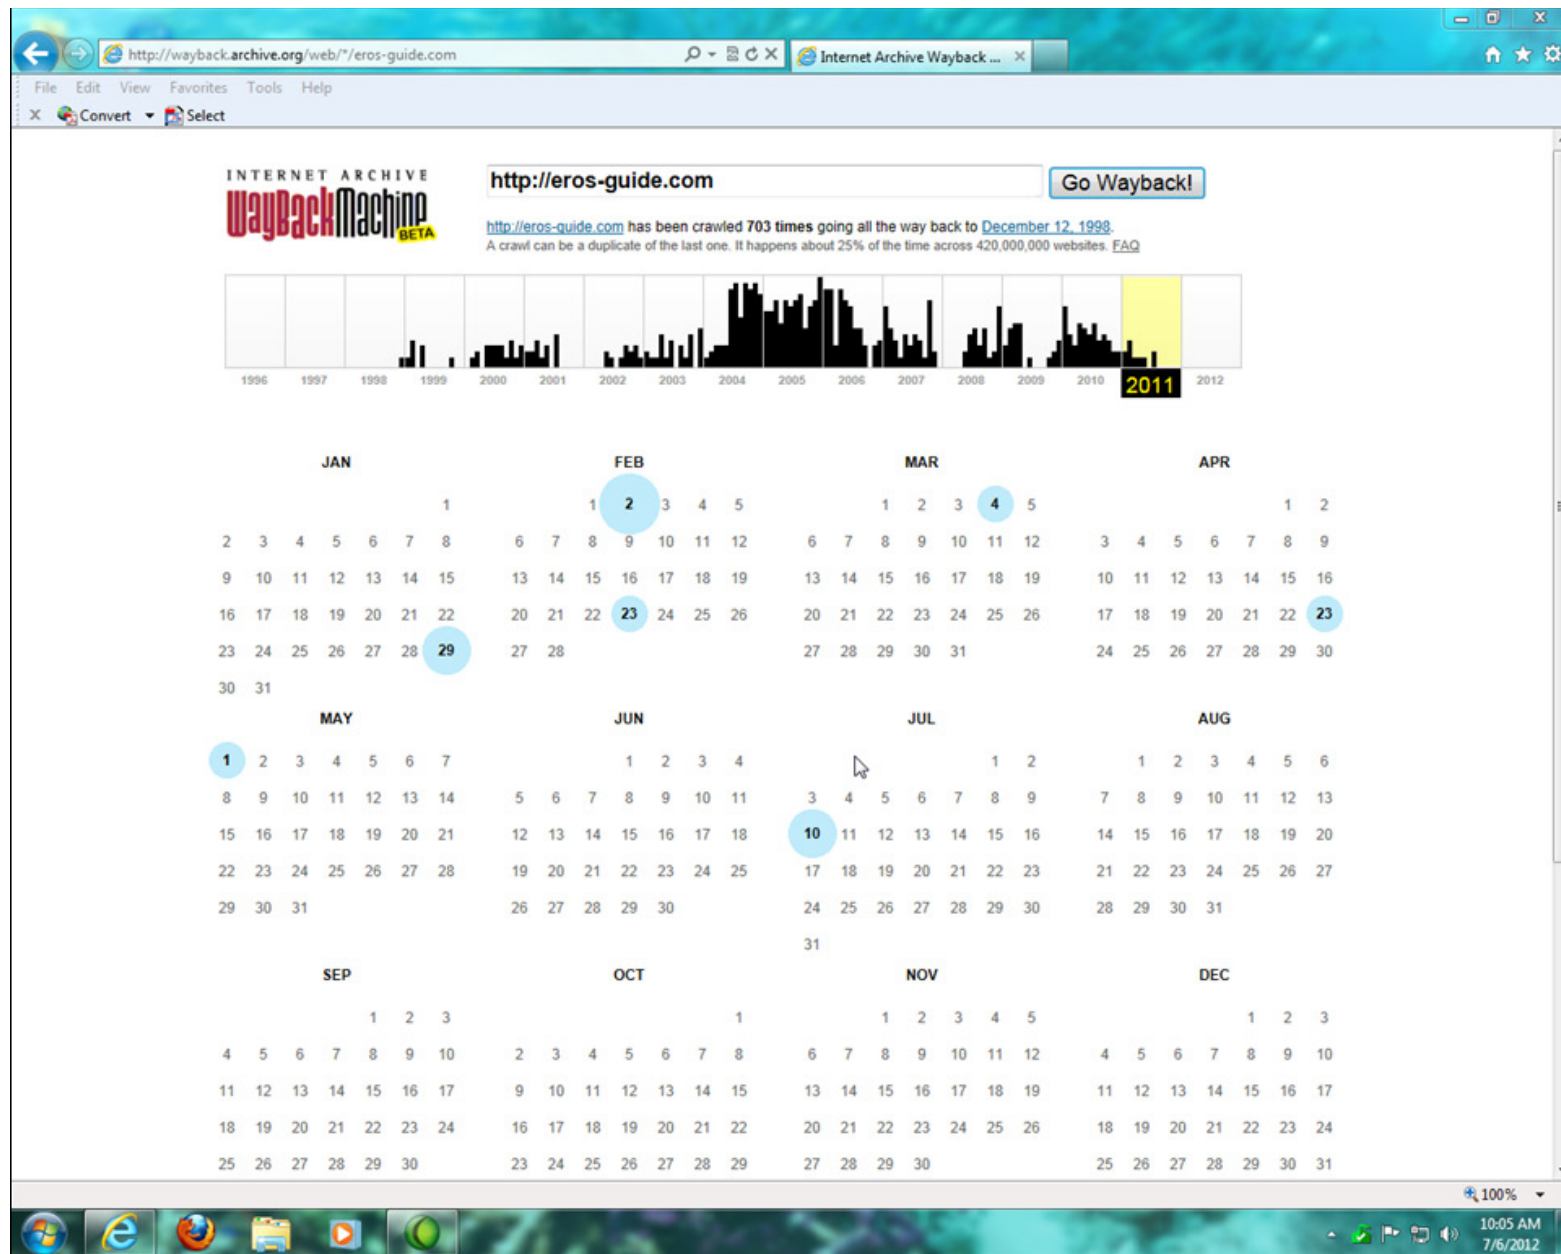 http://wayback.archive.org/web/*/eros-guide.com
Internet Archive Wayback ...
File Edit View Favorites Tools Help
x Convert Select
INTERNET ARCHIVE
WayBackMachine
BETA
http://eros-guide.com
Go Wayback!
http://eros-guide.com has been crawled 703 times going all the way back to December 12, 1998.
A crawl can be a duplicate of the last one. It happens about 25% of the time across 420,000,000 websites. FAQ
1996 1997 1998 1999 2000 2001 2002 2003 2004 2005 2006 2007 2008 2009 2010 2011 2012
JAN FEB MAR APR
1 1 2 3 4 5 1 2 3 4 5 1 2
2 3 4 5 6 7 8 6 7 8 9 10 11 12 6 7 8 9 10 11 12 3 4 5 6 7 8 9
9 10 11 12 13 14 15 13 14 15 16 17 18 19 13 14 15 16 17 18 19 10 11 12 13 14 15 16
16 17 18 19 20 21 22 20 21 22 23 24 25 26 20 21 22 23 24 25 26 17 18 19 20 21 22 23
23 24 25 26 27 28 29 27 28 27 28 29 30 31 24 25 26 27 28 29 30
30 31
MAY JUN JUL AUG
1 2 3 4 5 6 7 1 2 3 4 1 2 1 2 3 4 5 6
8 9 10 11 12 13 14 5 6 7 8 9 10 11 3 4 5 6 7 8 9 7 8 9 10 11 12 13
15 16 17 18 19 20 21 12 13 14 15 16 17 18 10 11 12 13 14 15 16 14 15 16 17 18 19 20
22 23 24 25 26 27 28 19 20 21 22 23 24 25 17 18 19 20 21 22 23 21 22 23 24 25 26 27
29 30 31 26 27 28 29 30 24 25 26 27 28 29 30 28 29 30 31
31
SEP OCT NOV DEC
1 2 3 1 1 2 3 4 5 1 2 3
4 5 6 7 8 9 10 2 3 4 5 6 7 8 6 7 8 9 10 11 12 4 5 6 7 8 9 10
11 12 13 14 15 16 17 9 10 11 12 13 14 15 13 14 15 16 17 18 19 11 12 13 14 15 16 17
18 19 20 21 22 23 24 16 17 18 19 20 21 22 20 21 22 23 24 25 26 18 19 20 21 22 23 24
25 26 27 28 29 30 23 24 25 26 27 28 29 27 28 29 30 25 26 27 28 29 30 31
100%
10:05 AM
7/6/2012